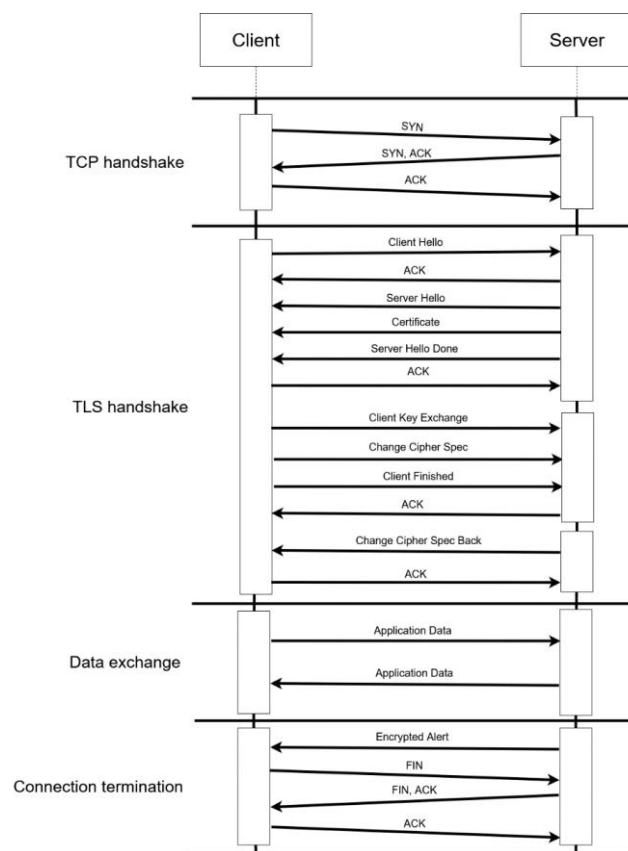 Client
Server
SYN
SYN, ACK
TCP handshake
ACK
Client Hello
ACK
Server Hello
Certificate
Server Hello Done
ACK
TLS handshake
Client Key Exchange
Change Cipher Spec
Client Finished
ACK
Change Cipher Spec Back
ACK
Application Data
Data exchange
Application Data
Encrypted Alert
FIN
Connection termination
FIN, ACK
ACK